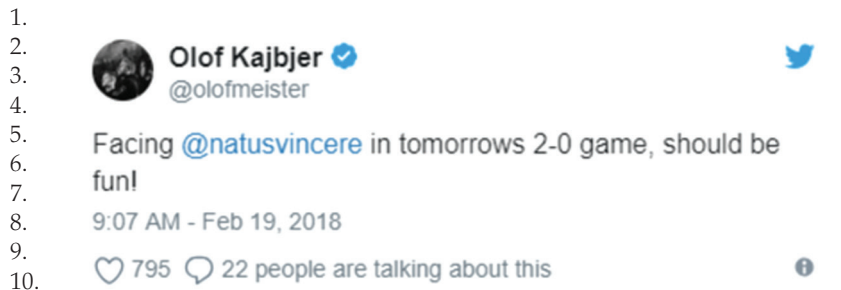 1.
2.
Olof Kajbjer
3.
@olofmeister
4.
5.
Facing @natusvincere in tomorrows 2-0 game, should be
6.
fun!
7.
8.
9:07 AM - Feb 19, 2018
9.
795 22 people are talking about this
10.